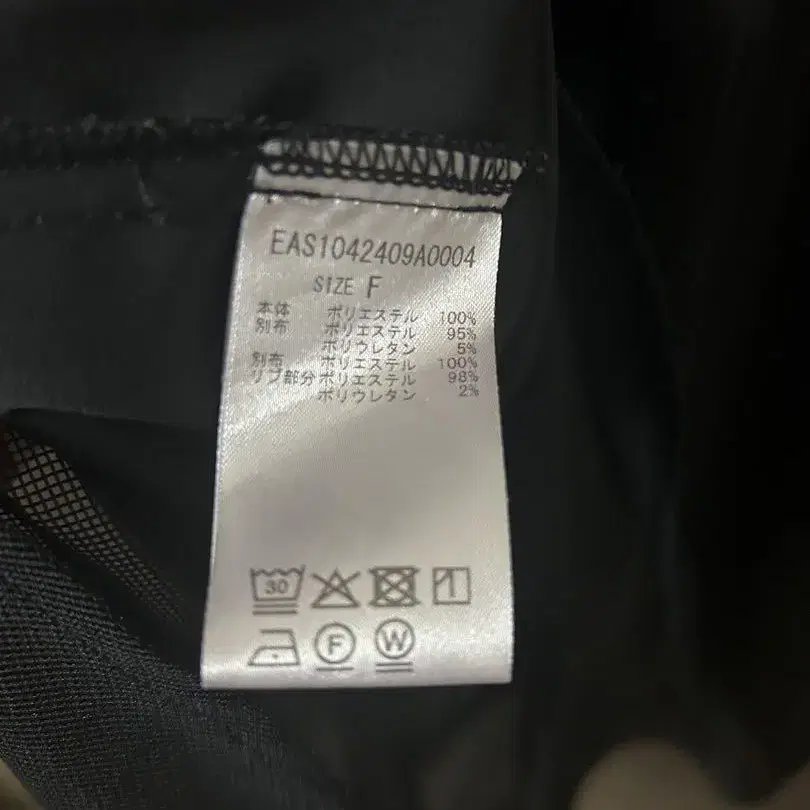 EAS1042409A0004
SIZE F
本体 ポリエステル 100%
別布 ポリエステル 95%
ポリウレタン 5%
別布 ポリエステル 100%
リブ部分 ポリエステル 98%
ポリウレタン 2%
30
F W